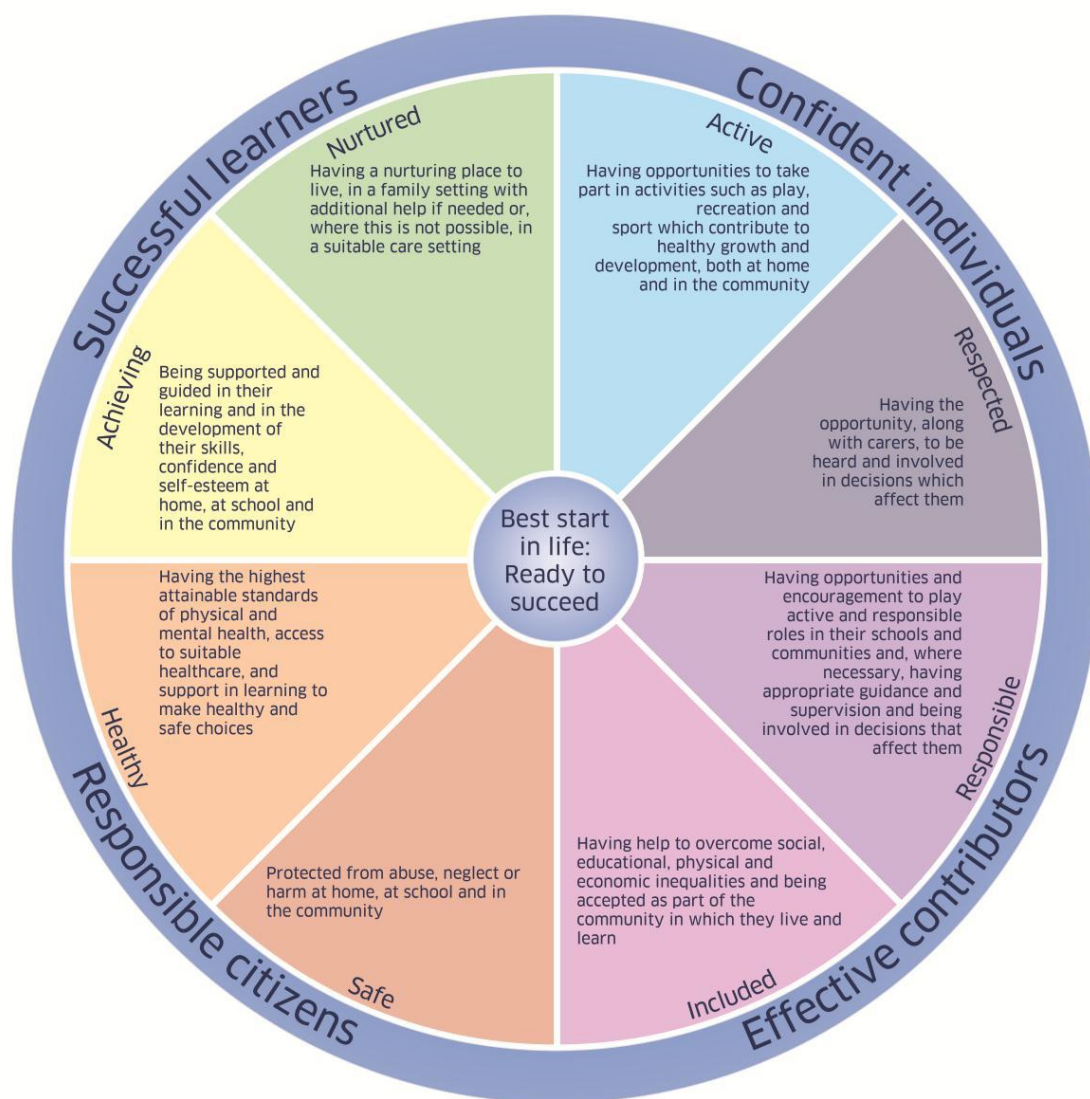 Successful learners
Confident individuals
Nurtured
Having a nurturing place to
live, in a family setting with
additional help if needed or,
where this is not possible, in
a suitable care setting
Active
Having opportunities to take
part in activities such as play,
recreation and
sport which contribute to
healthy growth and
development, both at home
and in the community
Achieving
Being supported and
guided in their
learning and in the
development of
their skills,
confidence and
self-esteem at
home, at school and
in the community
Respected
Having the
opportunity, along
with carers, to be
heard and involved
in decisions which
affect them
Best start
in life:
Ready to
succeed
Healthy
Having the highest
attainable standards
of physical and
mental health, access
to suitable
healthcare, and
support in learning to
make healthy and
safe choices
Responsible
Having opportunities and
encouragement to play
active and responsible
roles in their schools and
communities and, where
necessary, having
appropriate guidance and
supervision and being
involved in decisions that
affect them
Protected from abuse, neglect or
harm at home, at school and in
the community
Safe
Having help to overcome social,
educational, physical and
economic inequalities and being
accepted as part of the
community in which they live and
learn
Included
Responsible citizens
Effective contributors